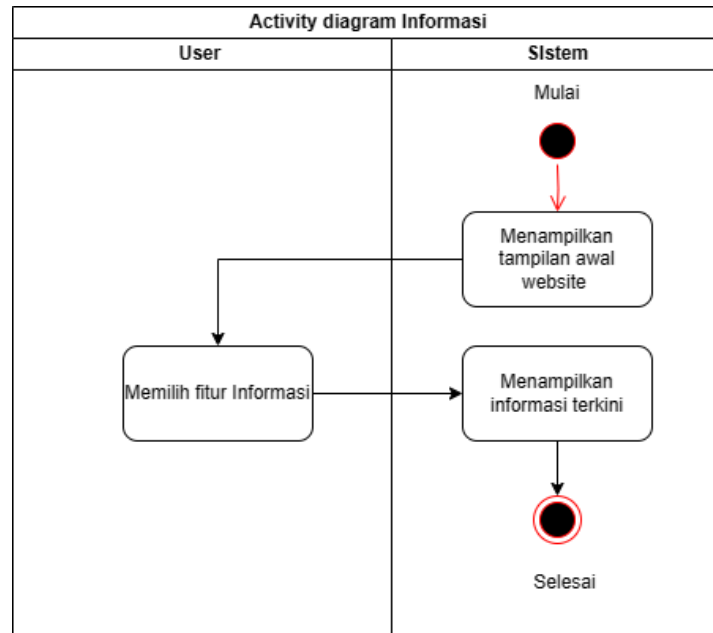 Activity diagram Informasi
User
SIstem
Mulai
Menampilkan
tampilan awal
website
Memilih fitur Informasi
Menampilkan
informasi terkini
Selesai